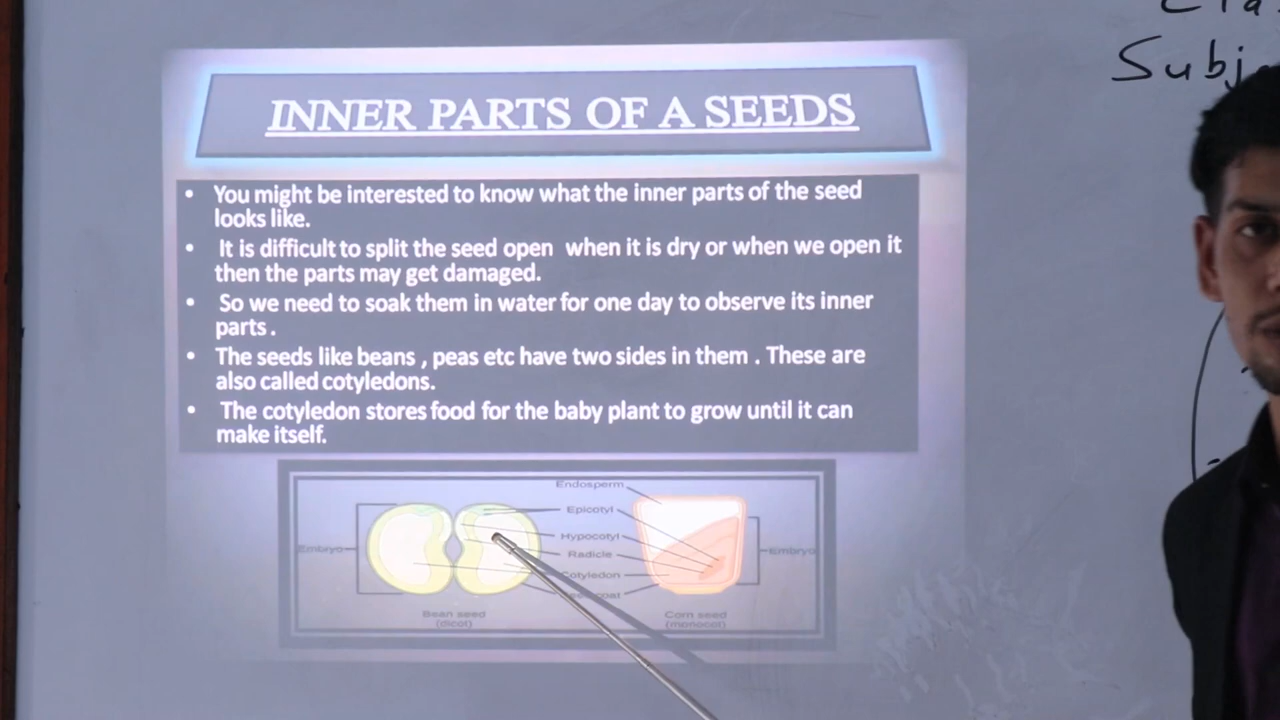 Subj
INNER PARTS OF A SEEDS
• You might be interested to know what the inner parts of the seed
looks like.
• It is difficult to split the seed open when it is dry or when we open it
then the parts may get damaged.
• So we need to soak them in water for one day to observe its inner
parts .
• The seeds like beans , peas etc have two sides in them . These are
also called cotyledons.
• The cotyledon stores food for the baby plant to grow until it can
make itself.
Endosperm
Epicotyl
Hypocotyl
Embryo
Radicle
Embryo
Cotyledon
coat
Bean seed
(dicot)
Corn seed
(monocot)